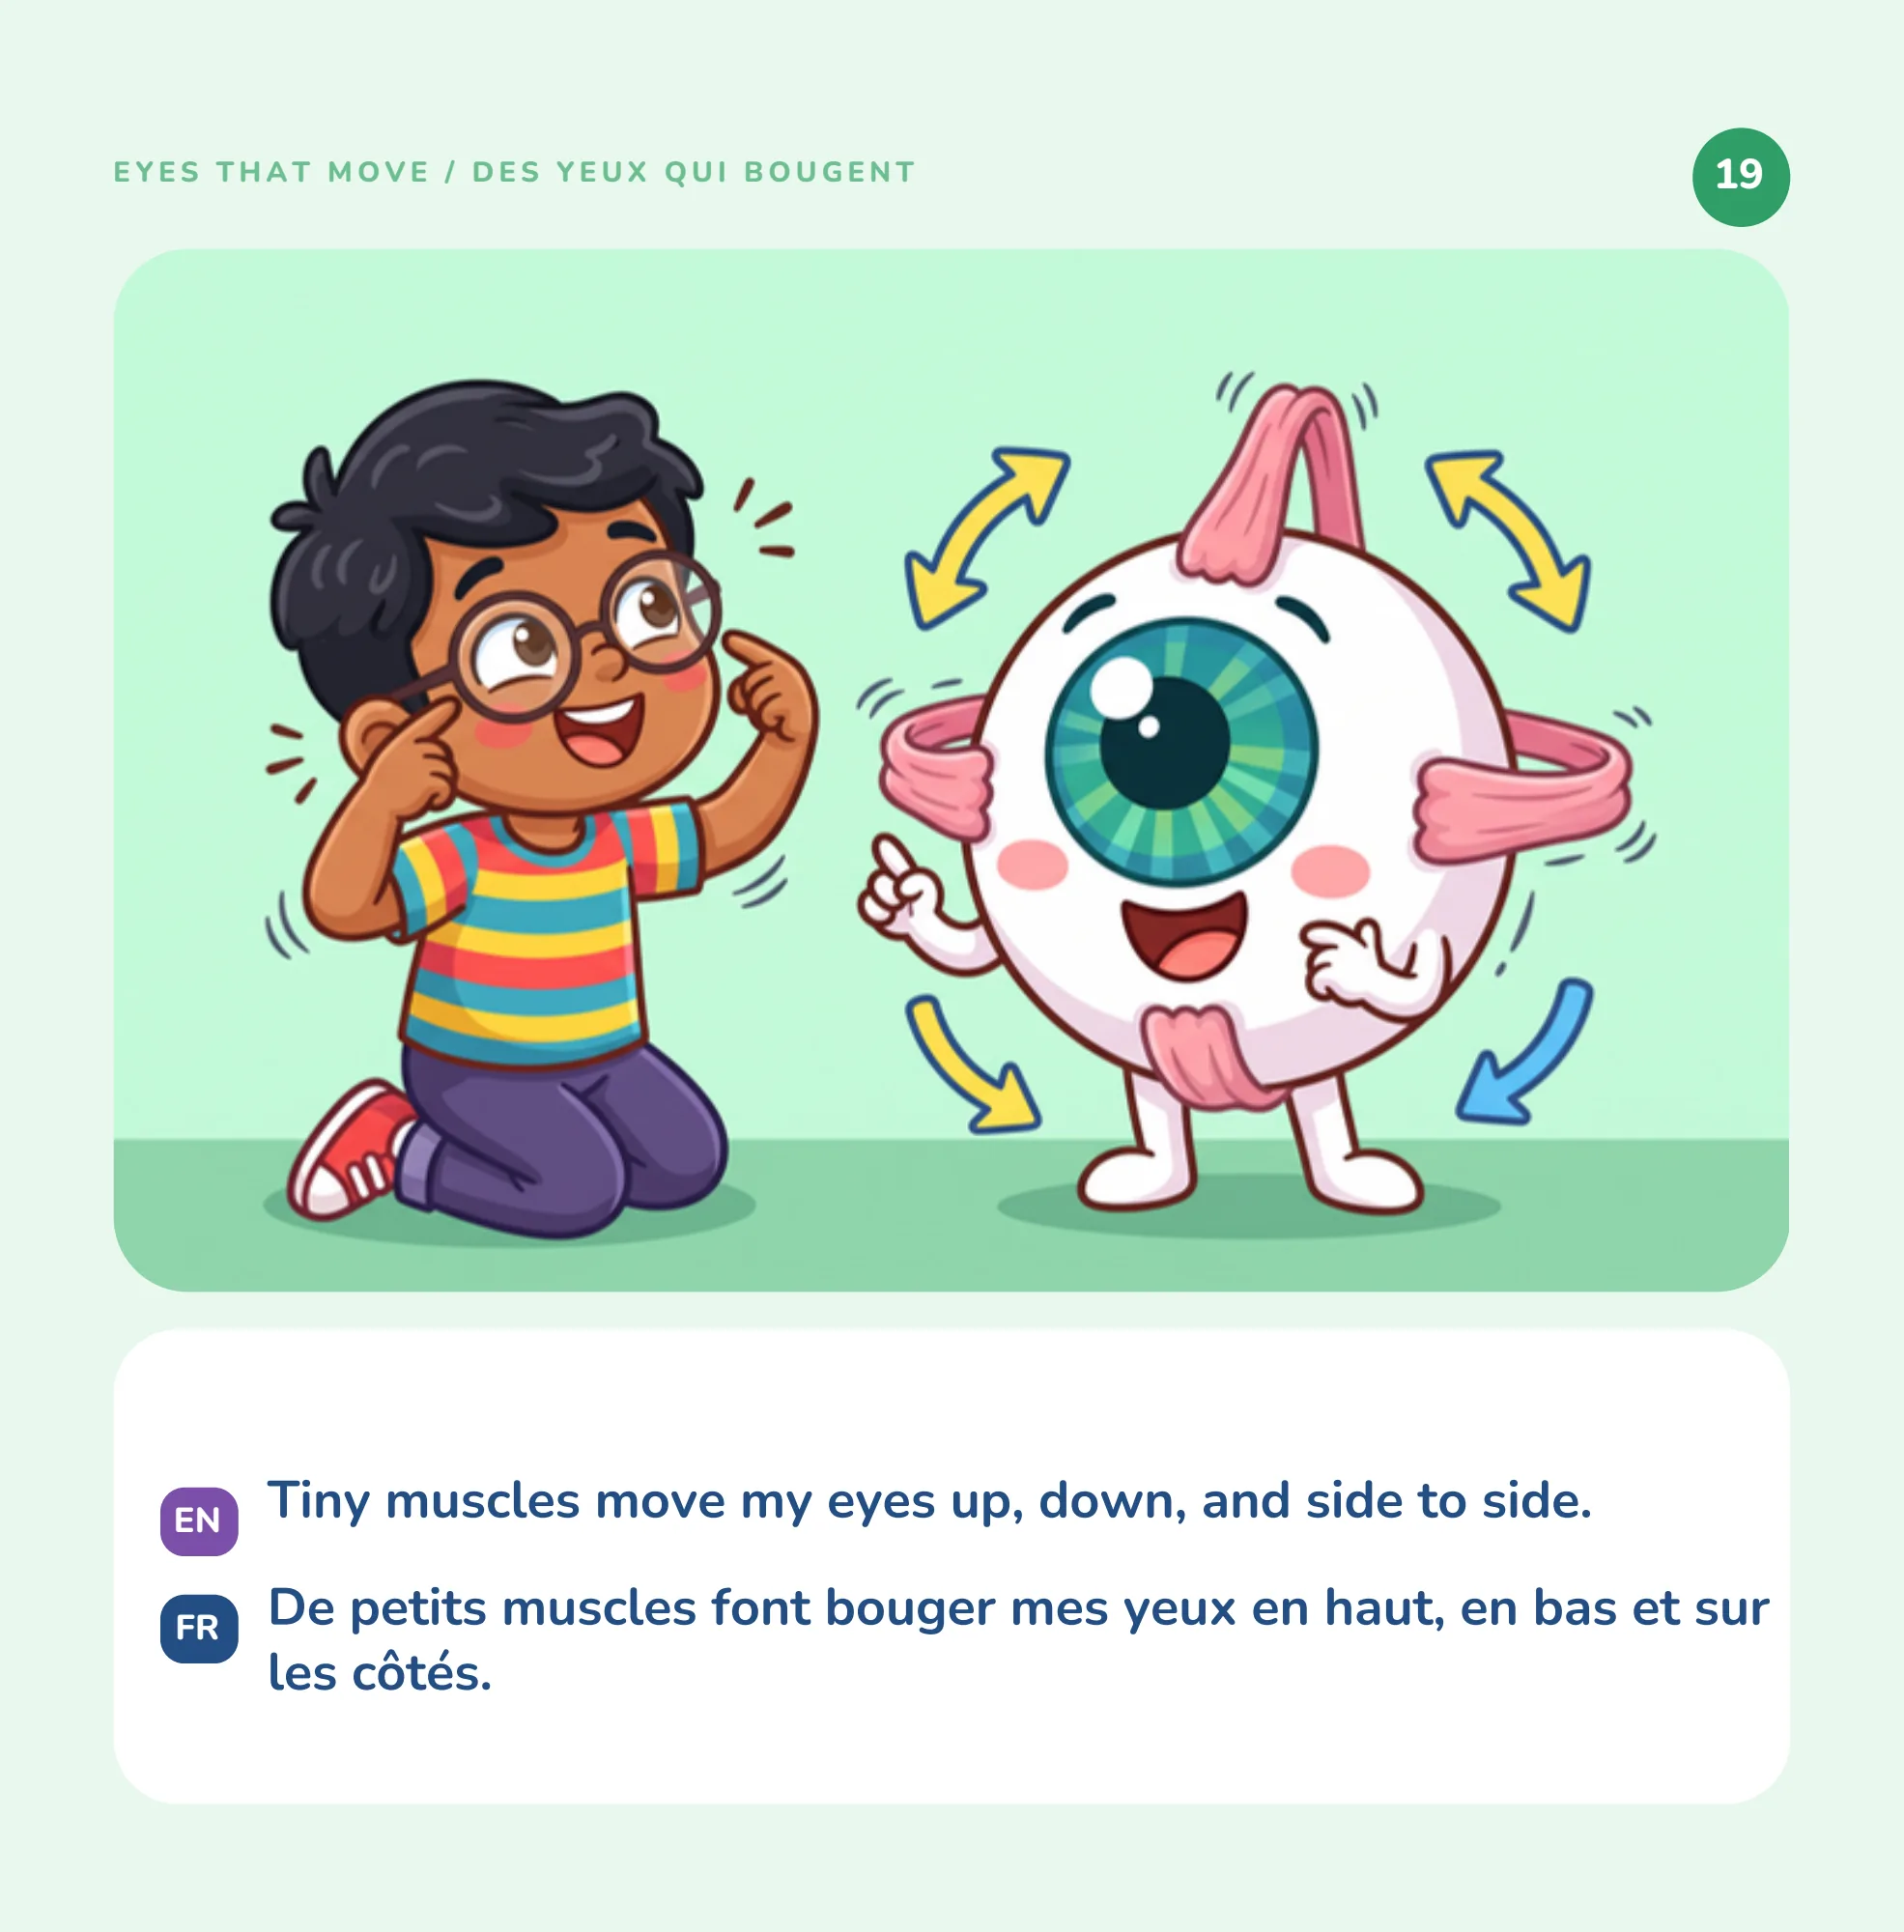 EYES THAT MOVE / DES YEUX QUI BOUGENT
19
EN
Tiny muscles move my eyes up, down, and side to side.
FR
De petits muscles font bouger mes yeux en haut, en bas et sur
les côtés.